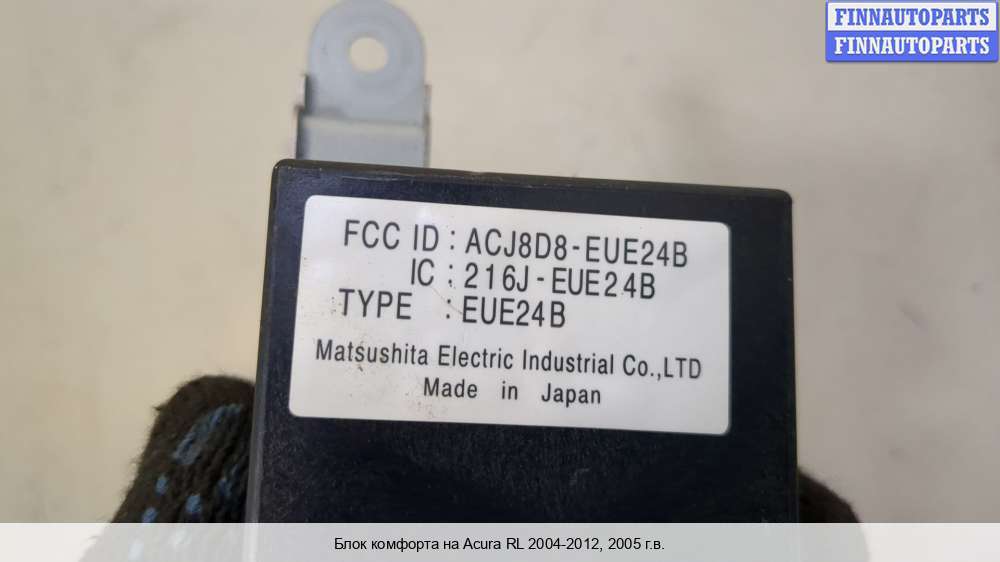 FINNAUTOPARTS
FINNAUTOPARTS
FCC ID : ACJ8D8-EUE24B
IC : 216J-EUE24B
TYPE : EUE24B
Matsushita Electric Industrial Co.,LTD
Made in Japan
Блок комфорта на Acura RL 2004-2012, 2005 г.в.